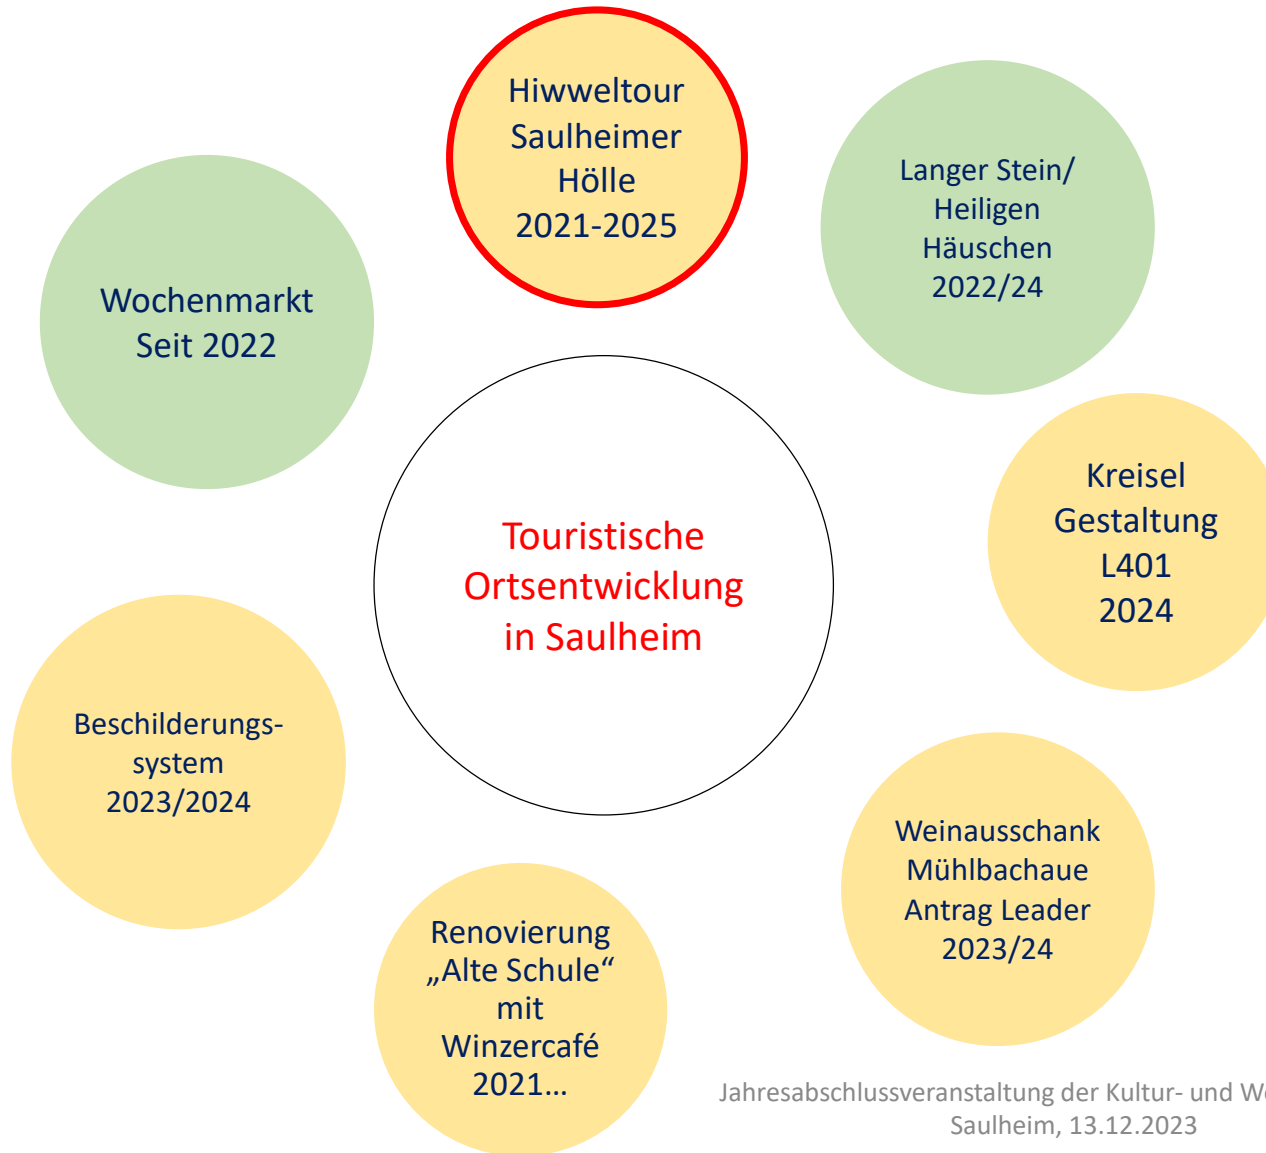 Hiwweltour
Saulheimer
Hölle
2021-2025
Langer Stein/
Heiligen
Häuschen
2022/24
Wochenmarkt
Seit 2022
Kreisel
Gestaltung
L401
2024
Touristische
Ortsentwicklung
in Saulheim
Beschilderungs-
system
2023/2024
Weinausschank
Mühlbachaue
Antrag Leader
2023/24
Renovierung
„Alte Schule“
mit
Winzercafé
2021...
Jahresabschlussveranstaltung der Kultur- und
Saulheim, 13.12.2023